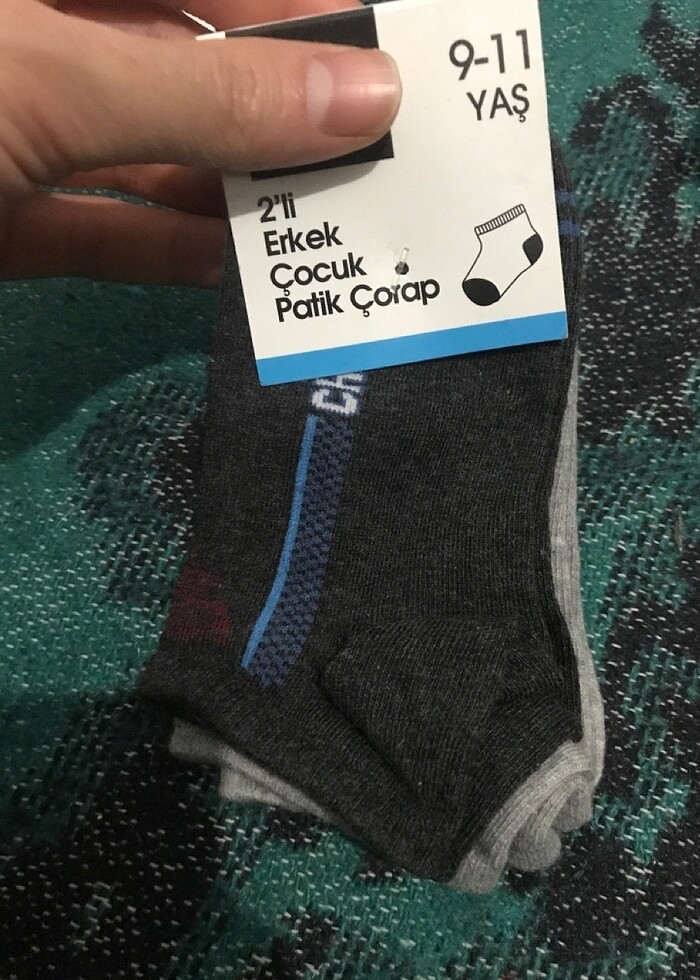 9-11
YAŞ
2'li
Erkek
Çocuk
Patik Çorap